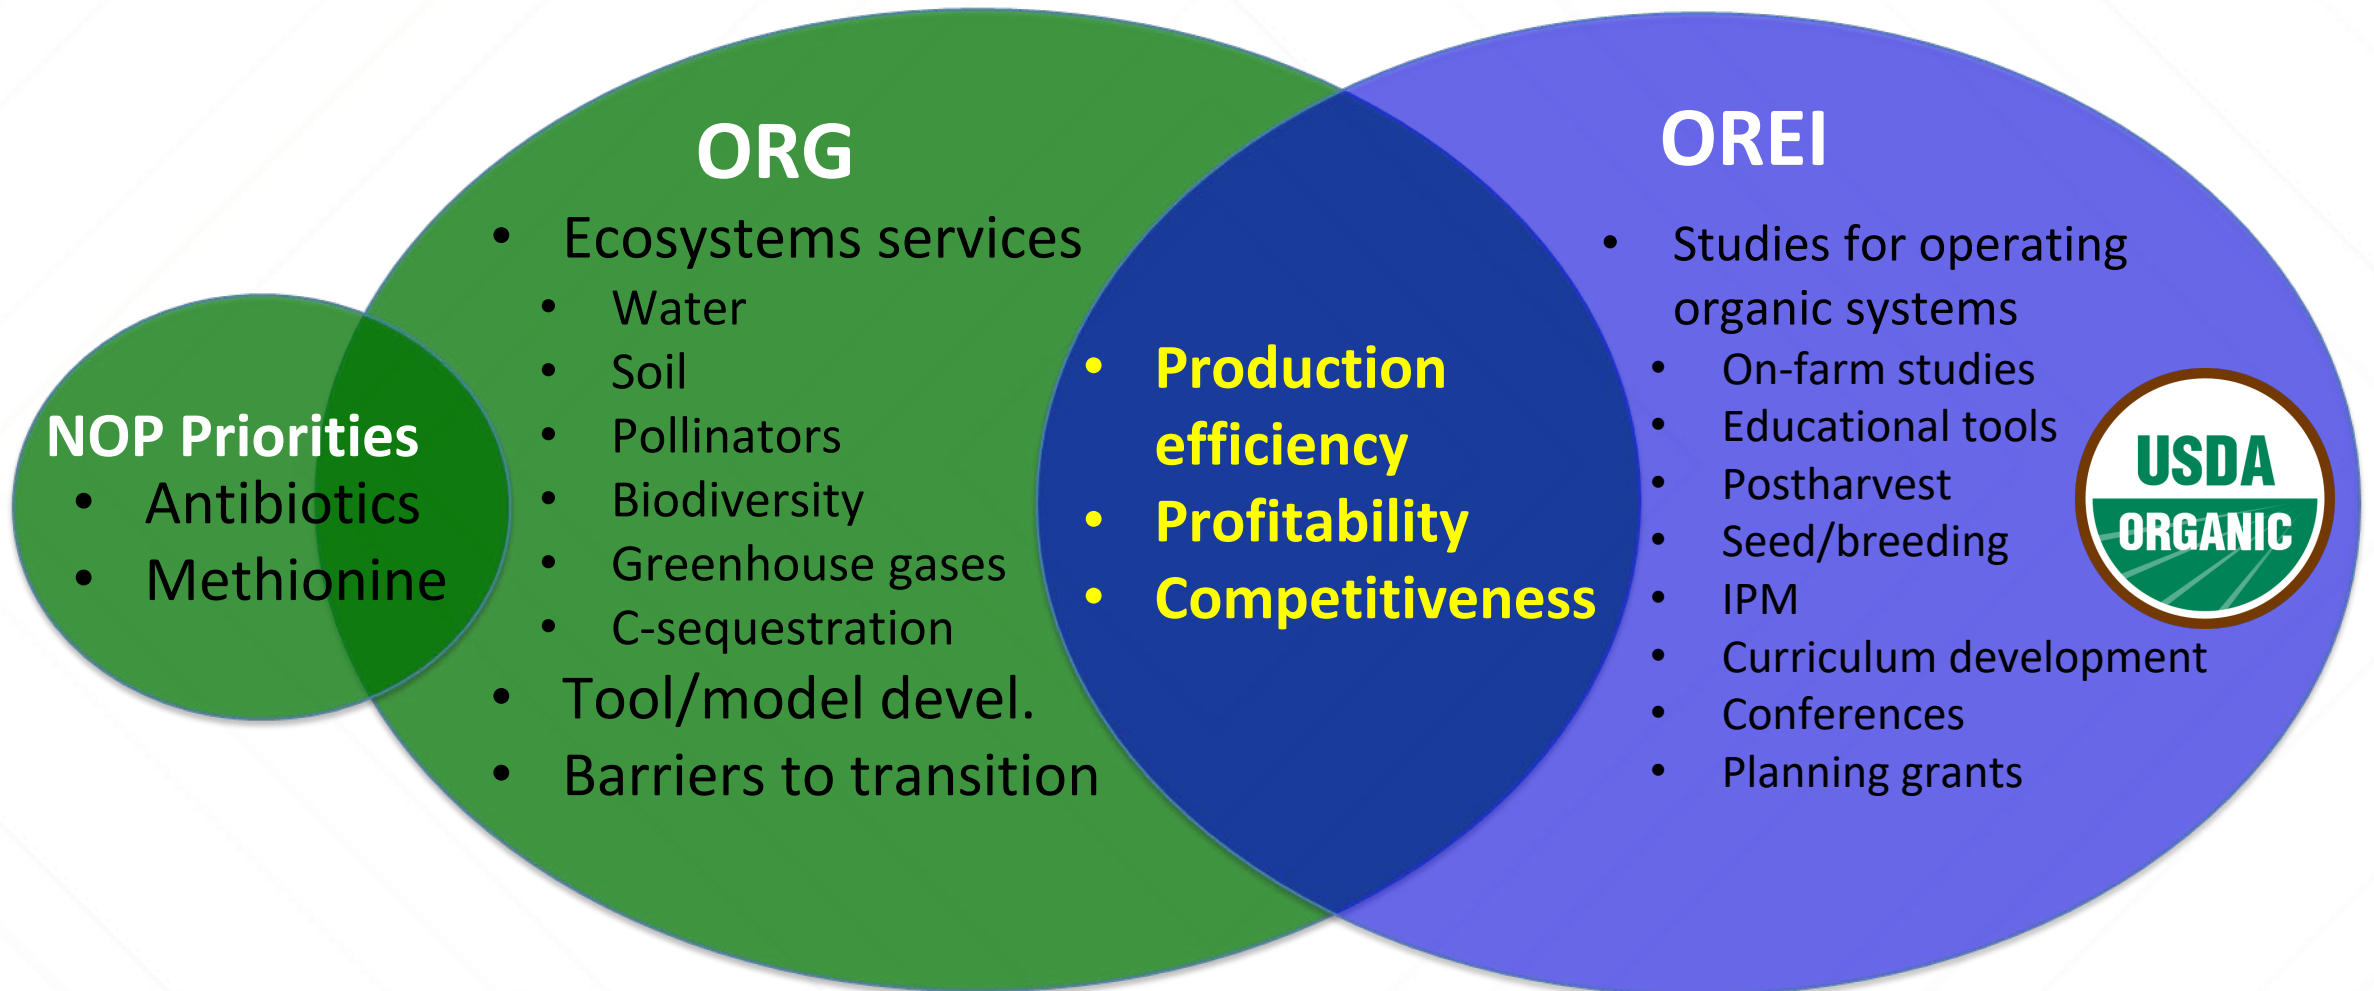 NOP Priorities
• Antibiotics
• Methionine
ORG
• Ecosystems services
• Water
• Soil
• Pollinators
• Biodiversity
• Greenhouse gases
• C-sequestration
• Tool/model devel.
• Barriers to transition
• Production
efficiency
• Profitability
• Competitiveness
OREI
• Studies for operating
organic systems
• On-farm studies
• Educational tools
• Postharvest
• Seed/breeding
• IPM
• Curriculum development
• Conferences
• Planning grants
USDA
ORGANIC